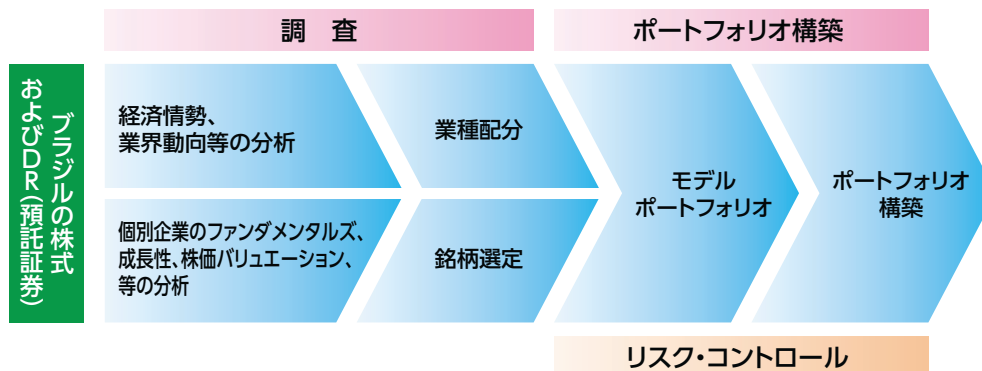 調 査
ポートフォリオ構築
ブラジルの株式
およびDR(預託証券)
経済情勢、
業界動向等の分析
業種配分
個別企業のファンダメンタルズ、
成長性、株価バリュエーション、
等の分析
銘柄選定
モデル
ポートフォリオ
ポートフォリオ
構築
リスク・コントロール